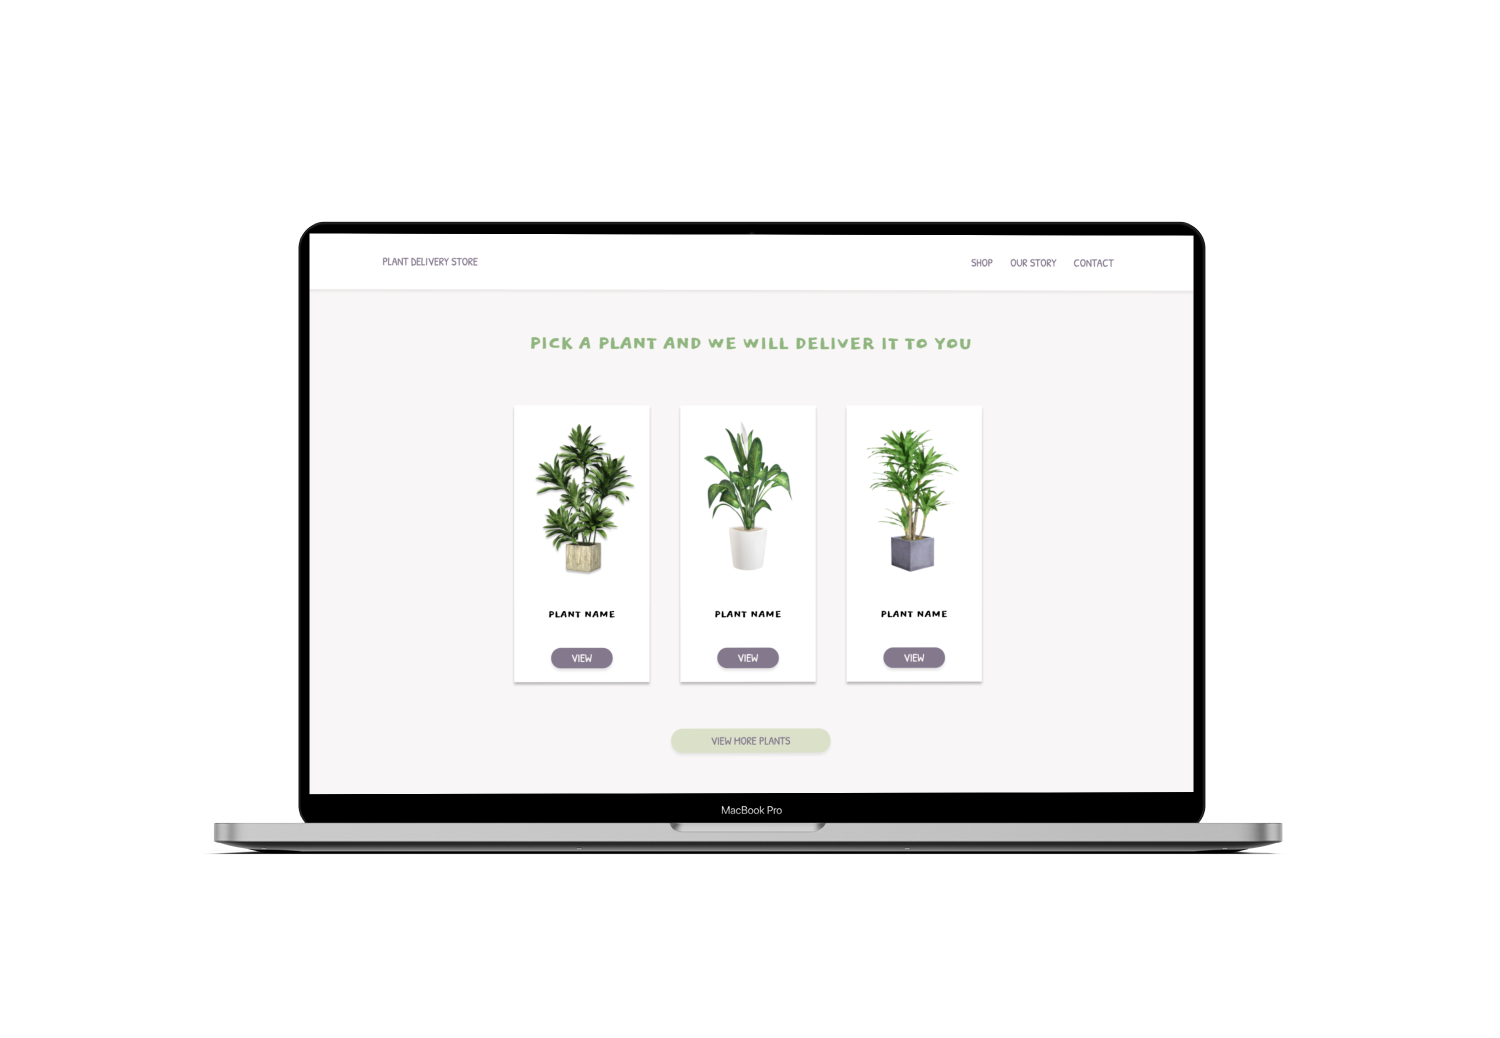 PLANT DELIVERY STORE
SHOP OUR STORY CONTACT
PICK A PLANT AND WE WILL DELIVER IT TO YOU
PLANT NAME PLANT NAME PLANT NAME
VIEW VIEW VIEW
VIEW MORE PLANTS
MacBook Pro